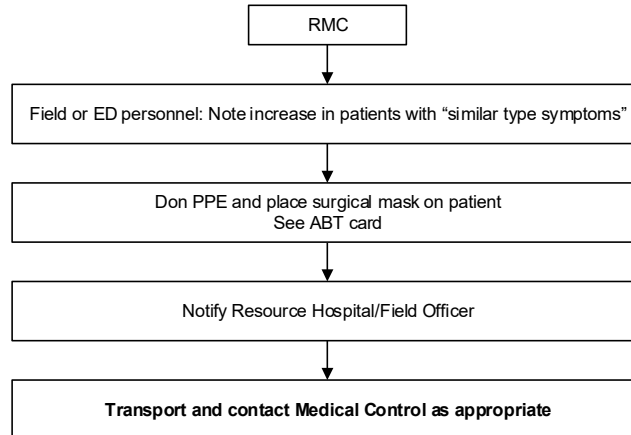 RMC
Field or ED personnel: Note increase in patients with “similar type symptoms”
Don PPE and place surgical mask on patient
See ABT card
Notify Resource Hospital/Field Officer
Transport and contact Medical Control as appropriate